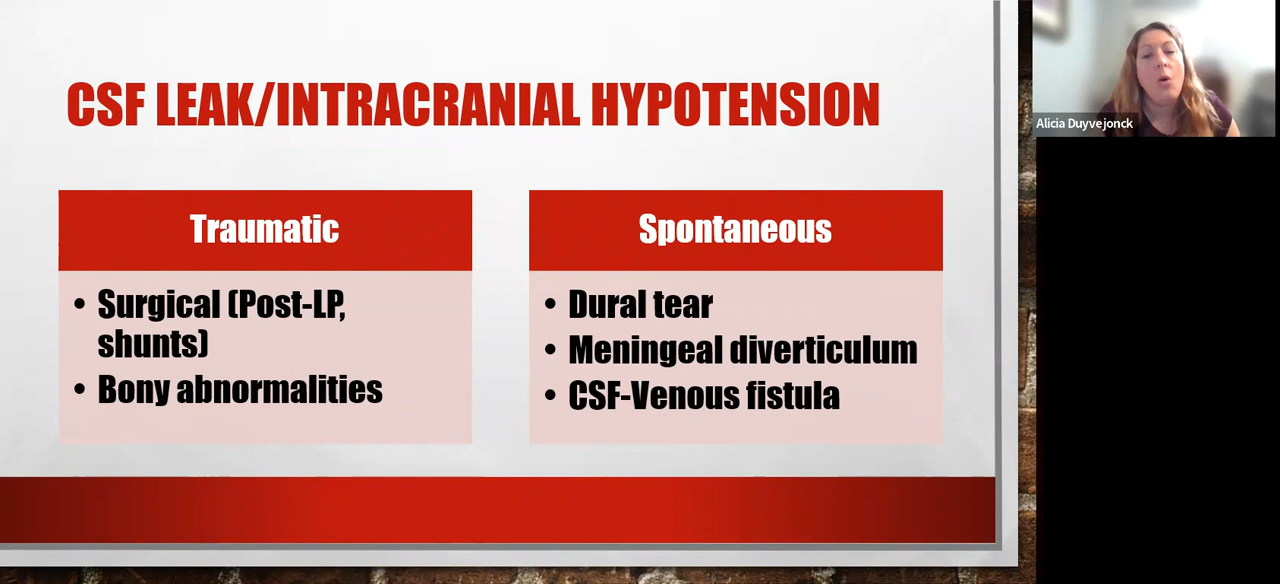 CSF LEAK/INTRACRANIAL HYPOTENSION
Traumatic
• Surgical (Post-LP,
shunts)
• Bony abnormalities
Spontaneous
• Dural tear
• Meningeal diverticulum
• CSF-Venous fistula
Alicia Duyvejonck